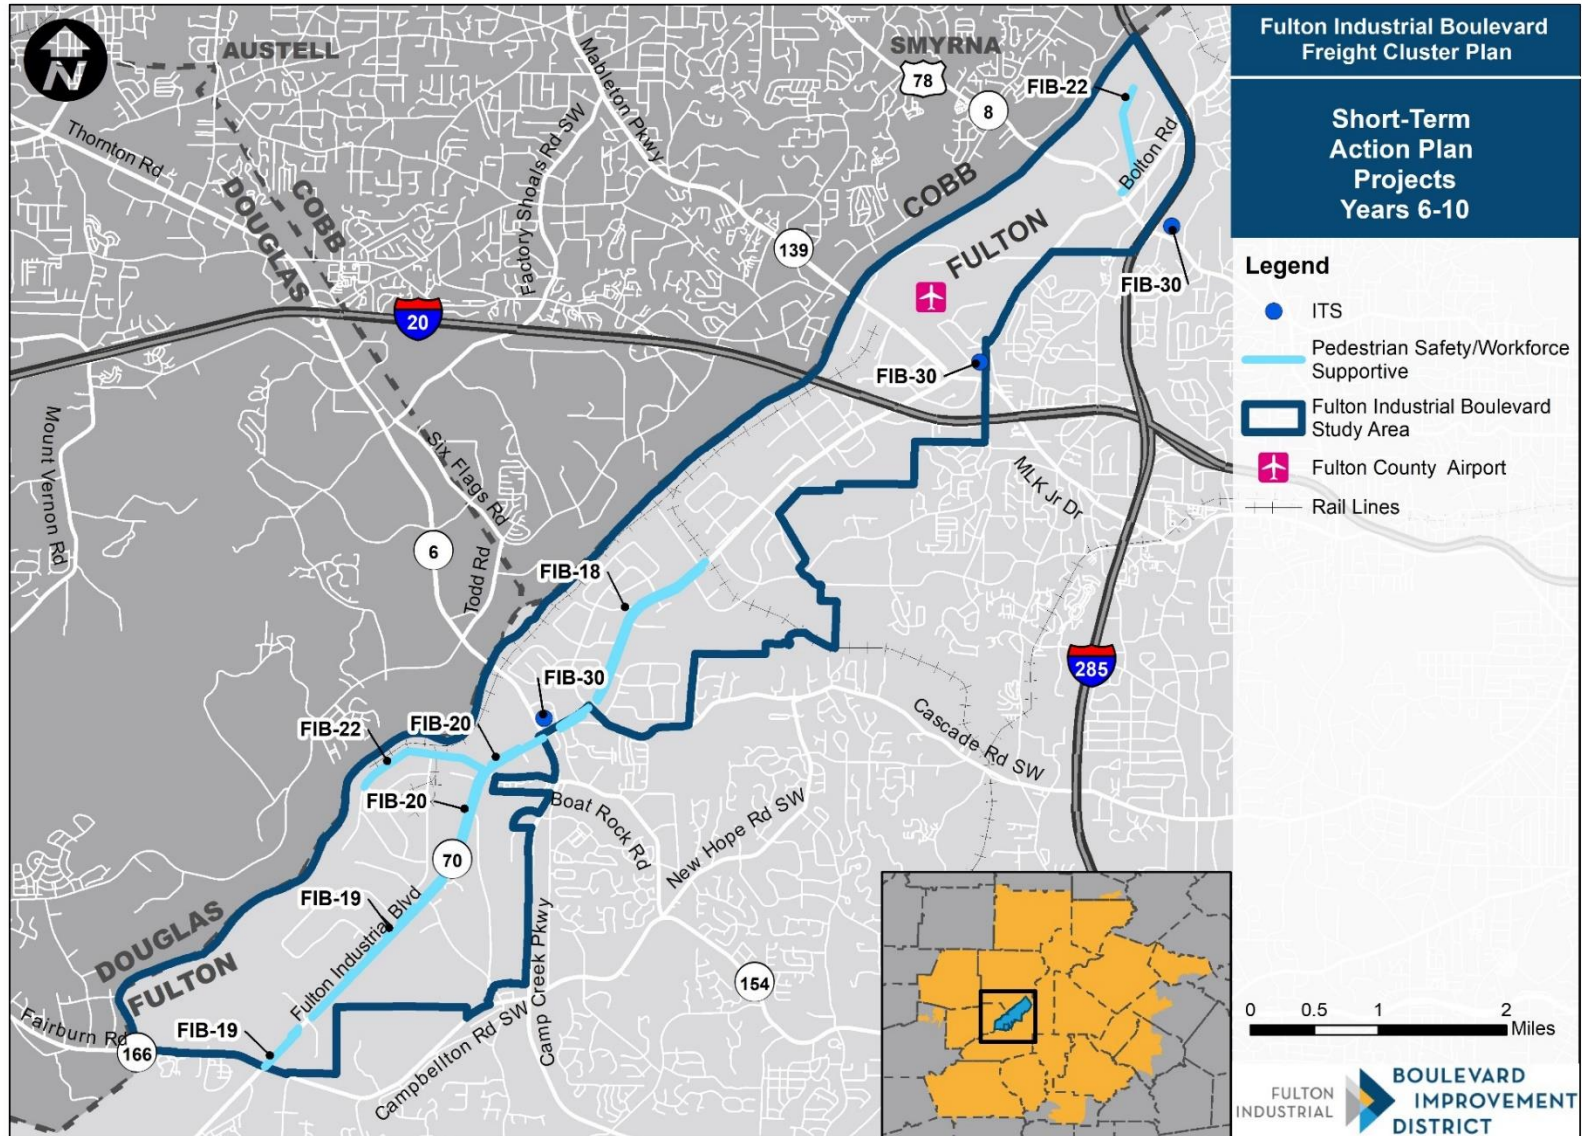 Fulton Industrial Boulevard
Freight Cluster Plan
Short-Term
Action Plan
Projects
Years 6-10
Legend
ITS
Pedestrian Safety/Workforce
Supportive
Fulton Industrial Boulevard
Study Area
Fulton County Airport
Rail Lines
0 0.5 1 2
Miles
FULTON
INDUSTRIAL
BOULEVARD
IMPROVEMENT
DISTRICT
N
AUSTELL
SMYRNA
78
8
FIB-22
Mableton Pkwy
Thornton Rd
Factory Shoals Rd SW
Bolton Rd
COBB
DOUGLAS
COBB
FULTON
139
FIB-30
20
FIB-30
Mount Vernon Rd
Six Flags Rd
MLK Jr Dr
6
Todd Rd
FIB-18
285
FIB-30
FIB-20
FIB-22
Cascade Rd SW
FIB-20
Boat Rock Rd
New Hope Rd SW
70
FIB-19
Fulton Industrial Blvd
DOUGLAS
FULTON
Camp Creek Pkwy
154
FIB-19
Fairburn Rd
166
Campbellton Rd SW